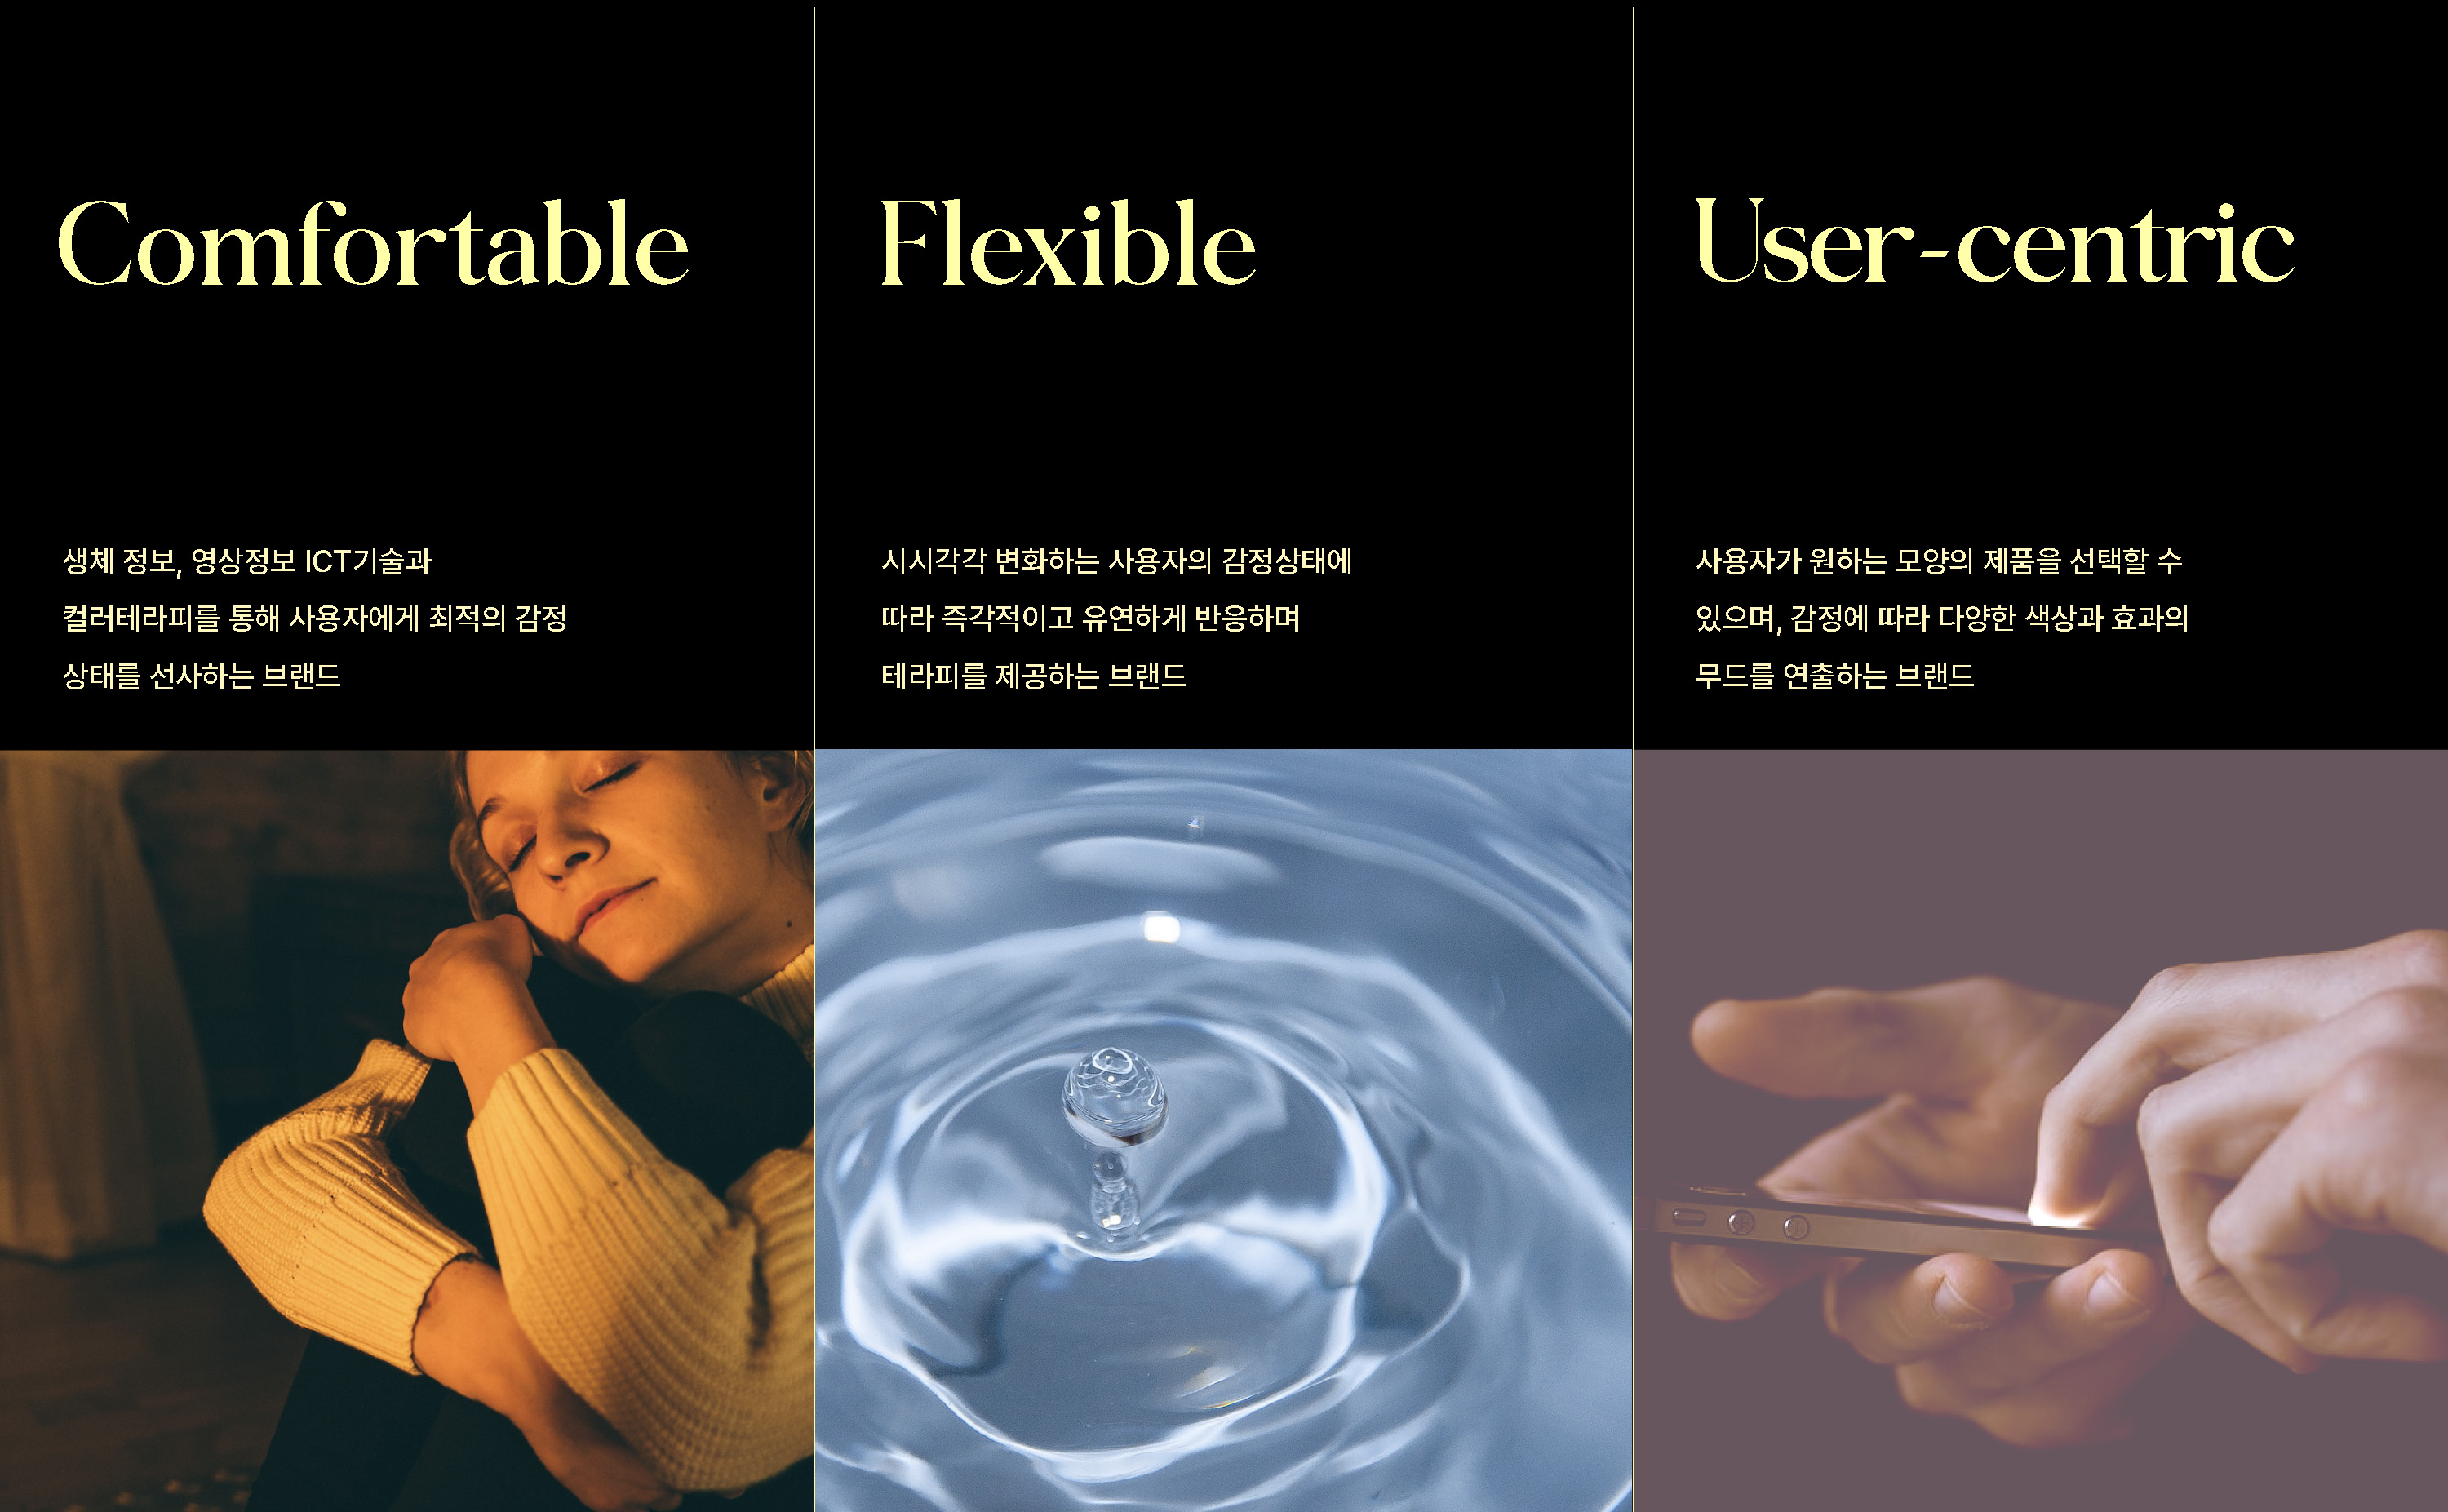 Comfortable
생체 정보, 영상정보 ICT기술과
컬러테라피를 통해 사용자에게 최적의 감정
상태를 선사하는 브랜드
Flexible
시시각각 변화하는 사용자의 감정상태에
따라 즉각적이고 유연하게 반응하며
테라피를 제공하는 브랜드
User-centric
사용자가 원하는 모양의 제품을 선택할 수
있으며, 감정에 따라 다양한 색상과 효과의
무드를 연출하는 브랜드